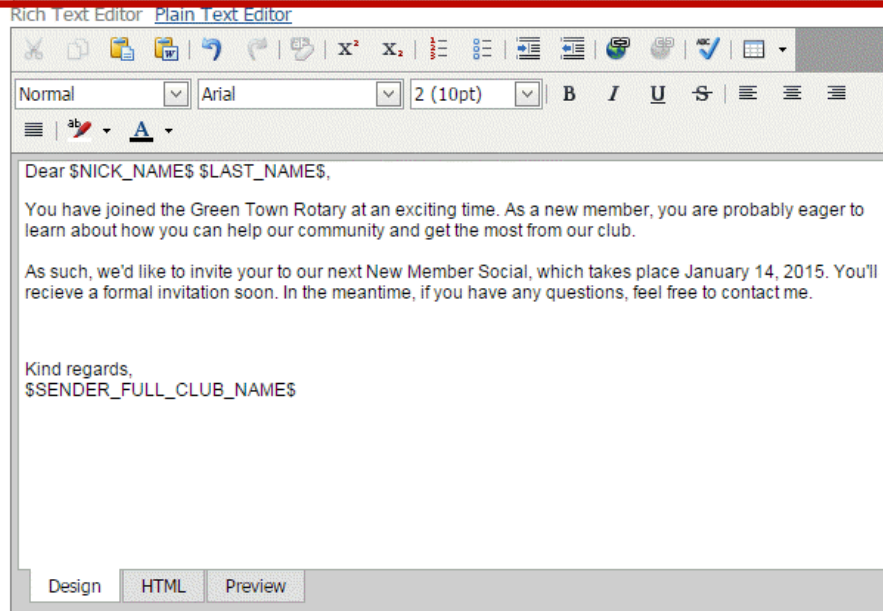 Rich Text Editor Plain Text Editor
Normal Arial 2 (10pt) B I U S
ab A
Dear $NICK_NAME$ $LAST_NAME$,
You have joined the Green Town Rotary at an exciting time. As a new member, you are probably eager to
learn about how you can help our community and get the most from our club.
As such, we'd like to invite your to our next New Member Social, which takes place January 14, 2015. You'll
recieve a formal invitation soon. In the meantime, if you have any questions, feel free to contact me.
Kind regards,
$SENDER_FULL_CLUB_NAME$
Design HTML Preview